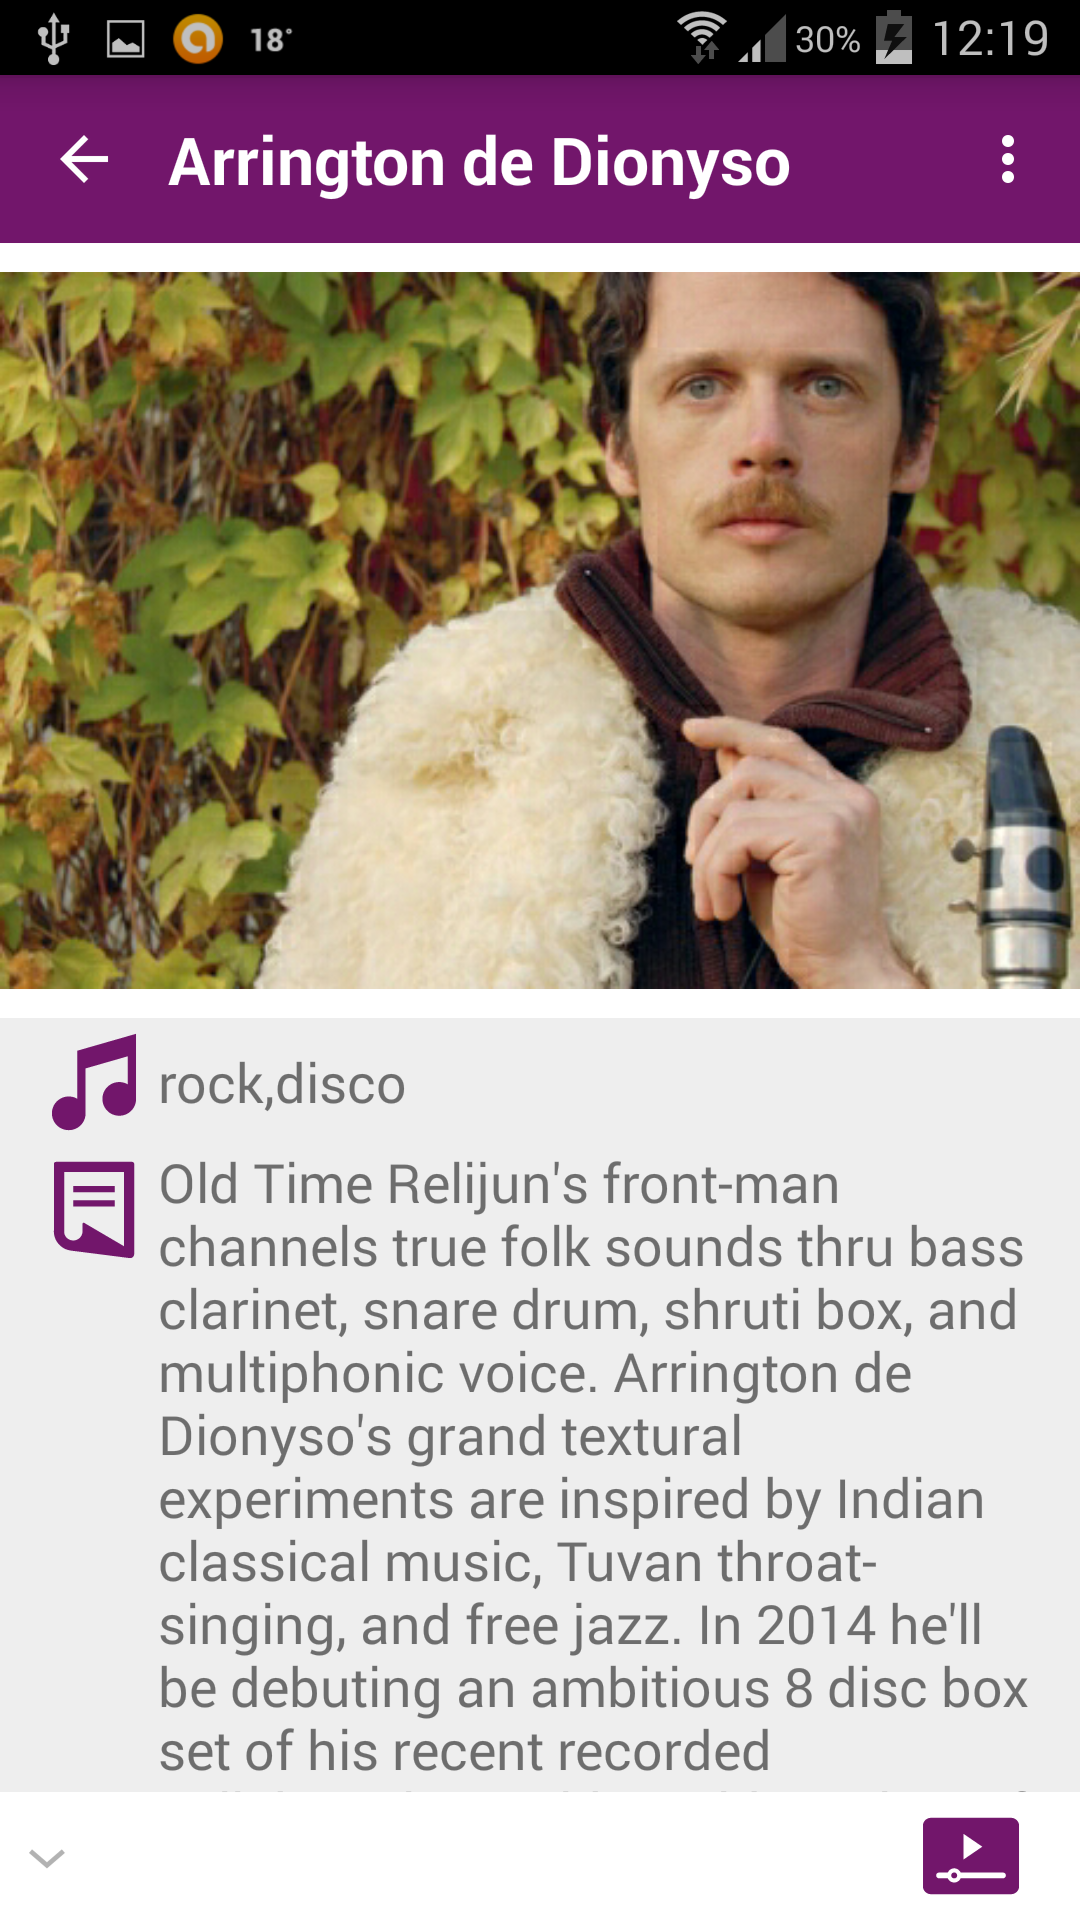 18°
30%
12:19
Arrington de Dionyso
rock,disco
Old Time Relijun's front-man
channels true folk sounds thru bass
clarinet, snare drum, shruti box, and
multiphonic voice. Arrington de
Dionyso's grand textural
experiments are inspired by Indian
classical music, Tuvan throat-
singing, and free jazz. In 2014 he'll
be debuting an ambitious 8 disc box
set of his recent recorded